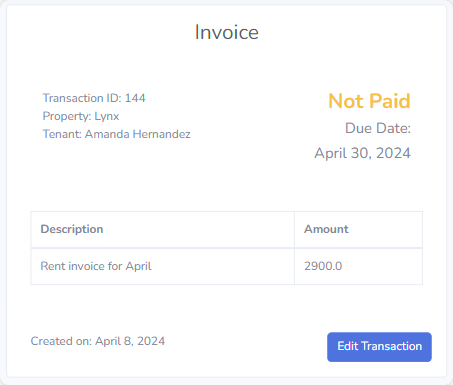 Invoice
Transaction ID: 144
Property: Lynx
Tenant: Amanda Hernandez
Not Paid
Due Date:
April 30, 2024
Description Amount
Rent invoice for April 2900.0
Created on: April 8, 2024
Edit Transaction